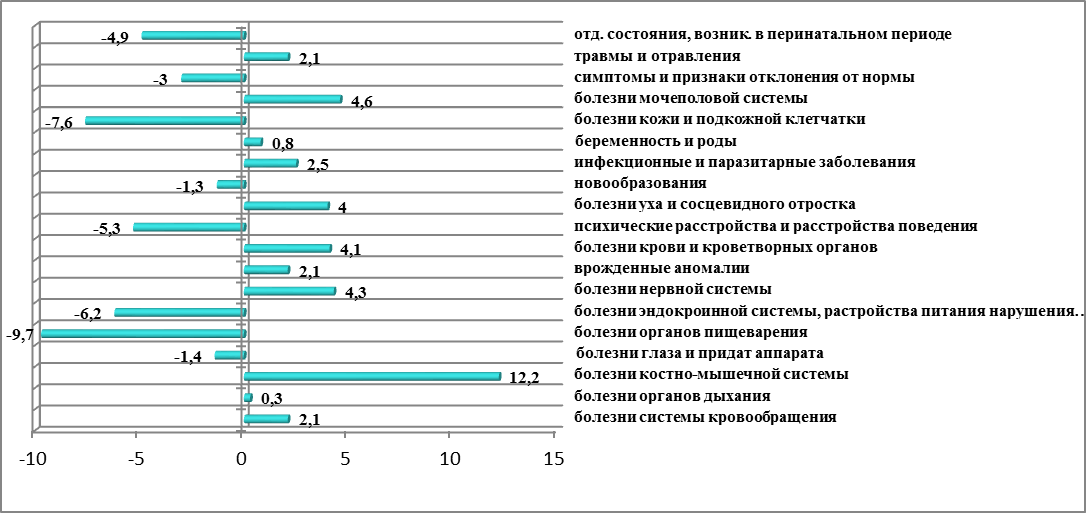 -4,9 отд. состояния, возник. в перинатальном периоде
2,1 травмы и отравления
-3 симптомы и признаки отклонения от нормы
4,6 болезни мочеполовой системы
-7,6 болезни кожи и подкожной клетчатки
0,8 беременность и роды
2,5 инфекционные и паразитарные заболевания
-1,3 новообразования
4 болезни уха и сосцевидного отростка
-5,3 психические расстройства и расстройства поведения
4,1 болезни крови и кроветворных органов
2,1 врожденные аномалии
4,3 болезни нервной системы
-6,2 болезни эндокроинной системы, растройства питания нарушения…
-9,7 болезни органов пищеварения
-1,4 болезни глаза и придат аппарата
12,2 болезни костно-мышечной системы
0,3 болезни органов дыхания
2,1 болезни системы кровообращения
-10 -5 0 5 10 15